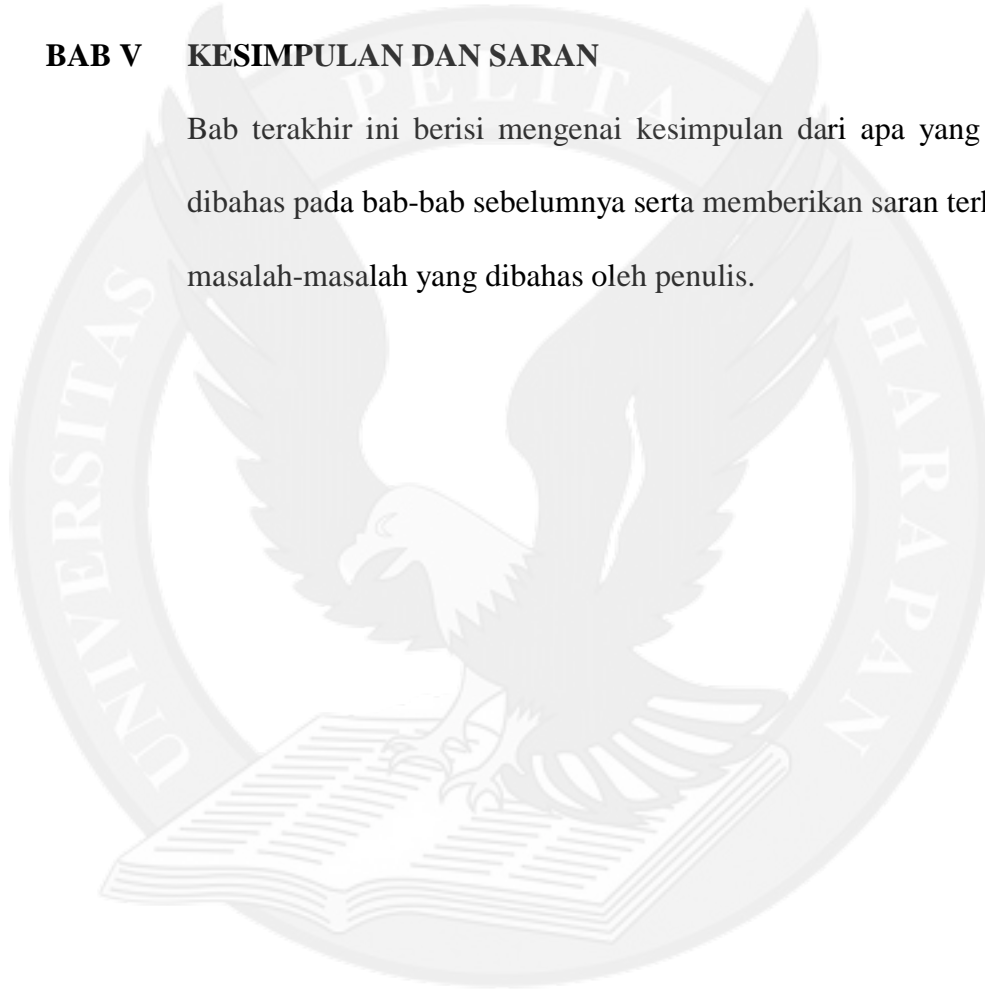 BAB V KESIMPULAN DAN SARAN
Bab terakhir ini berisi mengenai kesimpulan dari apa yang
dibahas pada bab-bab sebelumnya serta memberikan saran
masalah-masalah yang dibahas oleh penulis.
UNIVERSITAS PELITA HARAPAN